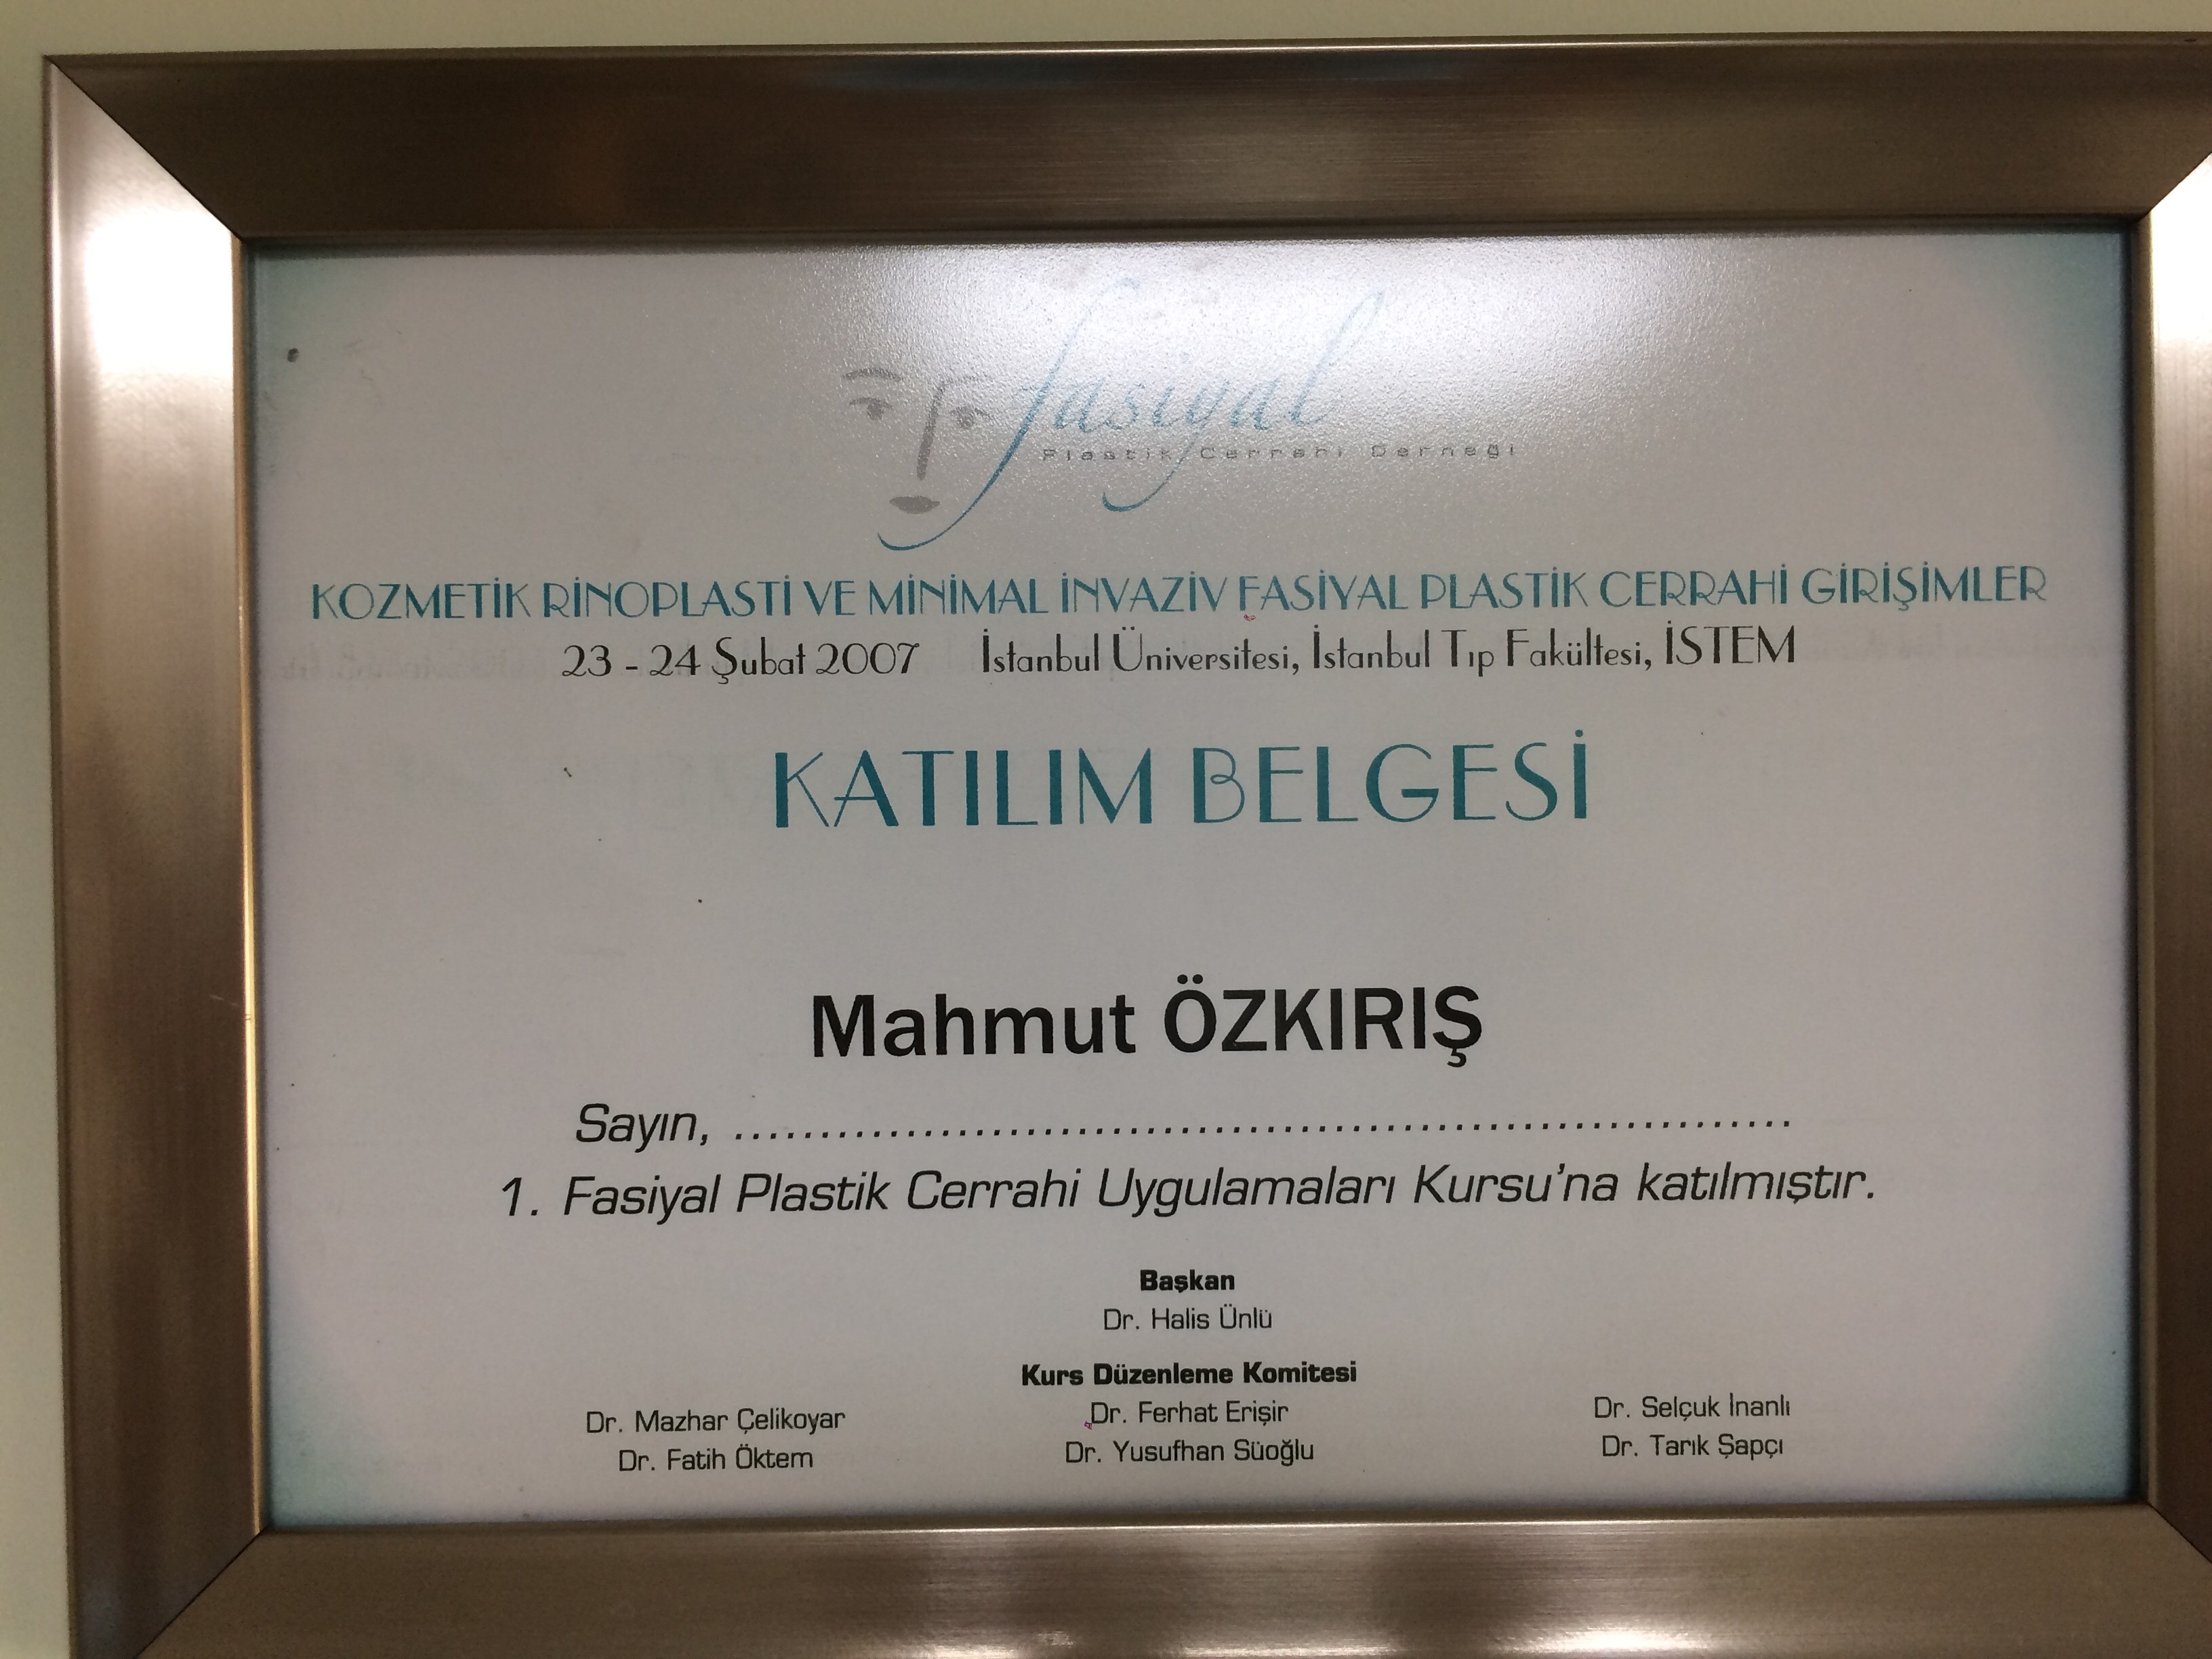 fasiyal
Plastik Cerrahi Derneği
KOZMETİK RİNOPLASTİ VE MİNİMAL İNVAZİV FASİYAL PLASTİK CERRAHİ GİRİŞİMLER
23 - 24 Şubat 2007 İstanbul Üniversitesi, İstanbul Tıp Fakültesi, İSTEM
KATILIM BELGESİ
Mahmut ÖZKIRIŞ
Sayın, ..........................................................................
1. Fasiyal Plastik Cerrahi Uygulamaları Kursu'na katılmıştır.
Başkan
Dr. Halis Ünlü
Kurs Düzenleme Komitesi
Dr. Mazhar Çelikoyar Dr. Ferhat Erişir Dr. Selçuk İnanlı
Dr. Fatih Öktem Dr. Yusufhan Süoğlu Dr. Tarık Şapçı